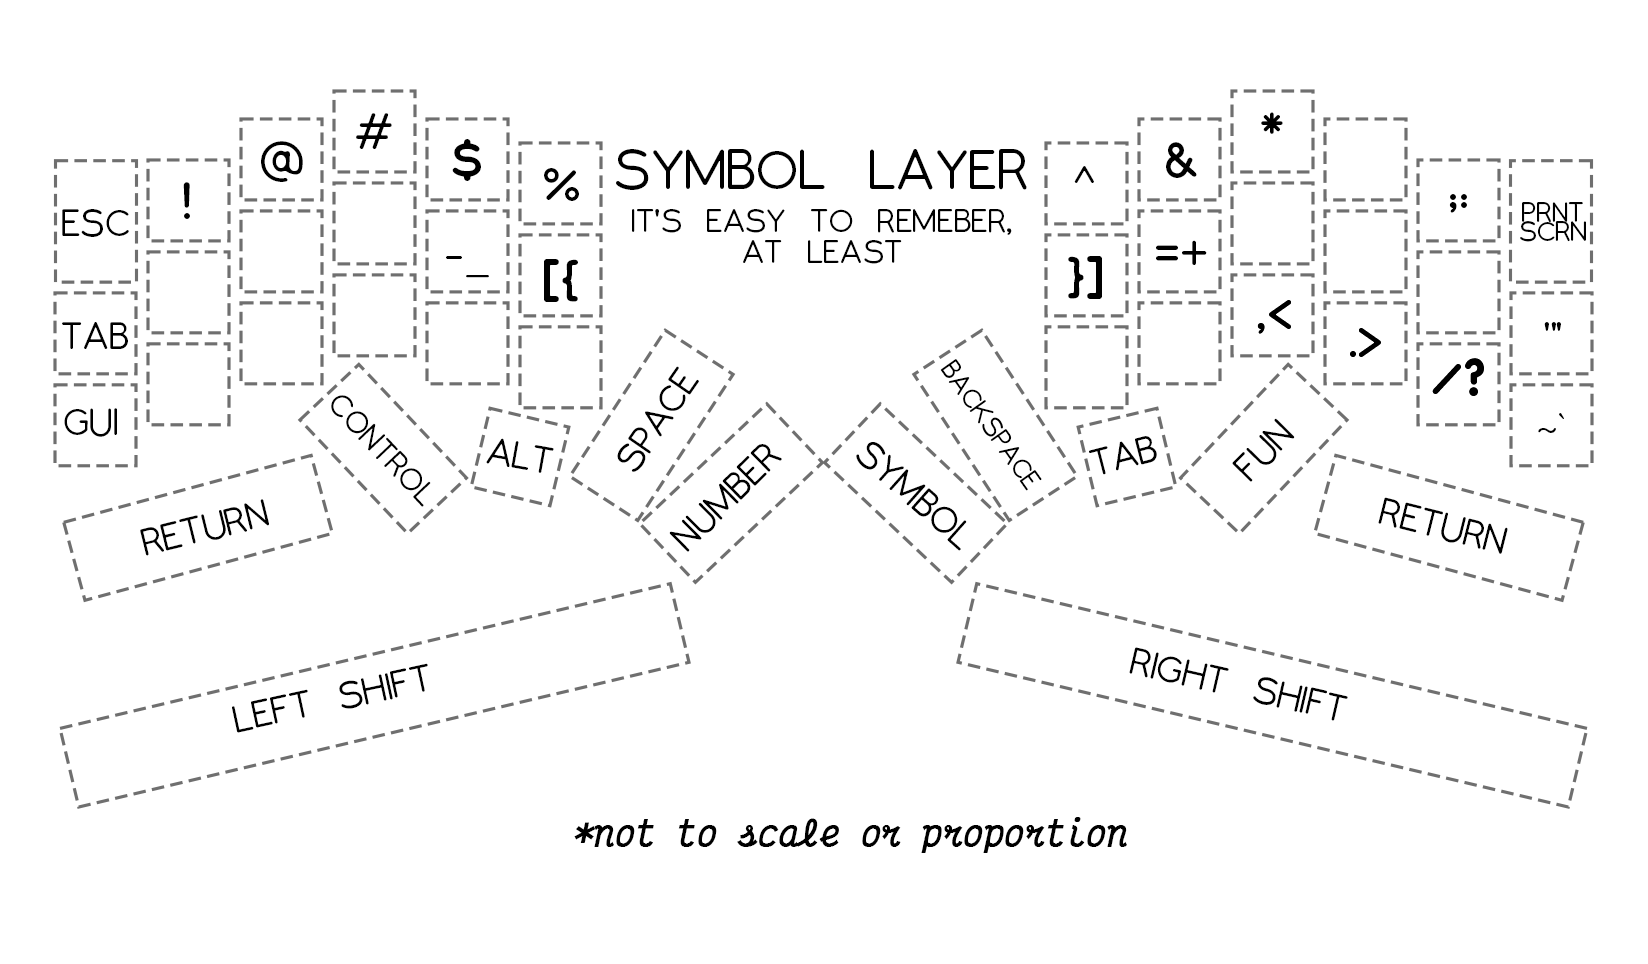 SYMBOL LAYER
IT'S EASY TO REMEBER,
AT LEAST
ESC
!
@
#
$
%
TAB
-_
[{
GUI
CONTROL
ALT
SPACE
NUMBER
RETURN
LEFT SHIFT
^
&
*
;:
PRNT
SCRN
}]
=+
'"
,<
.>
/?
~`
SYMBOL
BACKSPACE
TAB
FUN
RETURN
RIGHT SHIFT
*not to scale or proportion